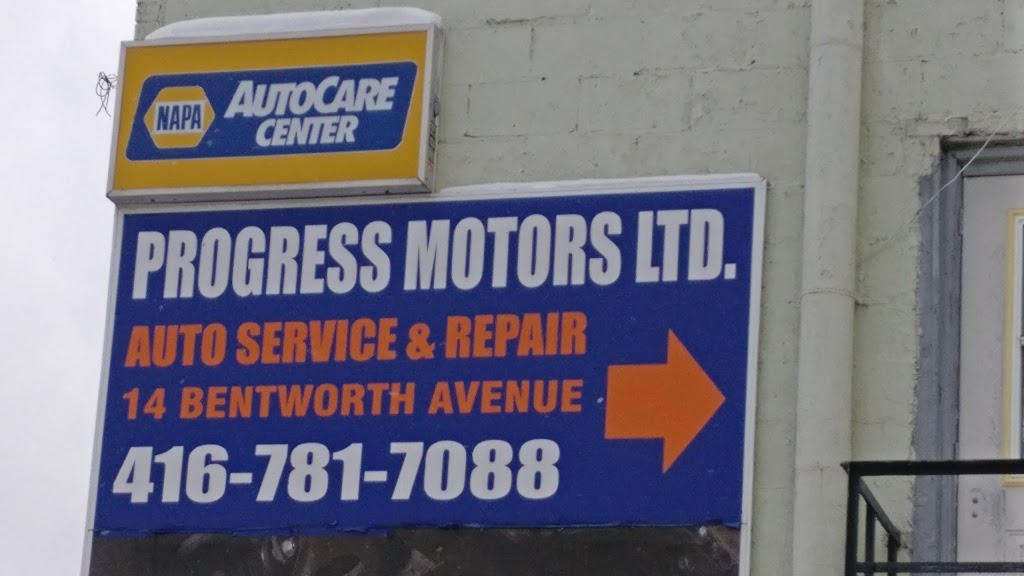 NAPA AUTOCARE
CENTER
PROGRESS MOTORS LTD.
AUTO SERVICE & REPAIR
14 BENTWORTH AVENUE
416-781-7088